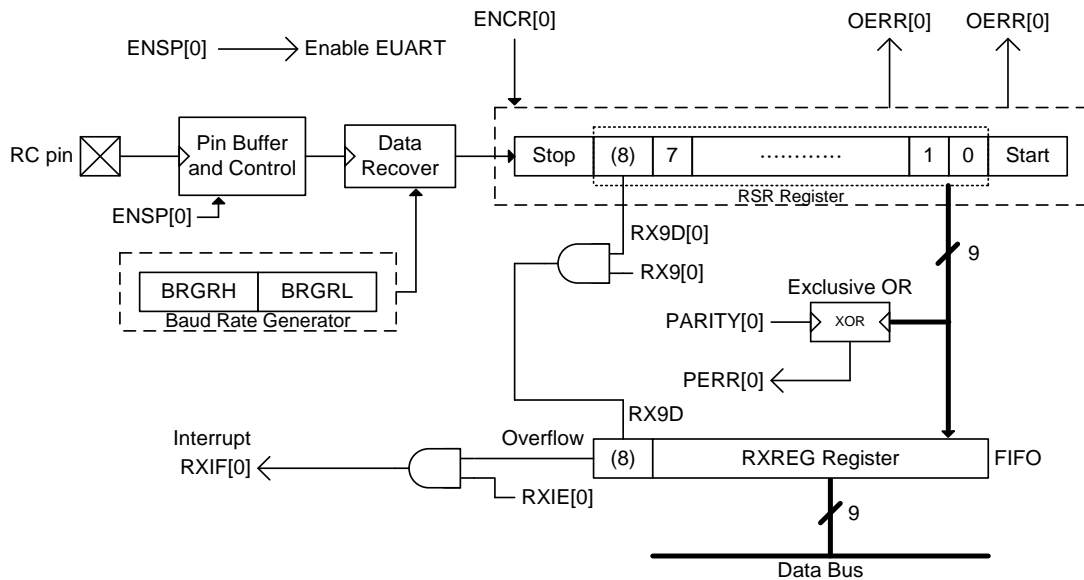 ENCR[0]
OERR[0]
OERR[0]
ENSP[0]
Enable EUART
RC pin
Pin Buffer
and Control
Data
Recover
Stop
(8)
7
............
1
0
Start
RSR Register
ENSP[0]
RX9D[0]
RX9[0]
9
BRGRH
BRGRL
Baud Rate Generator
Exclusive OR
PARITY[0]
XOR
PERR[0]
RX9D
Interrupt
RXIF[0]
Overflow
(8)
RXREG Register
FIFO
RXIE[0]
9
Data Bus